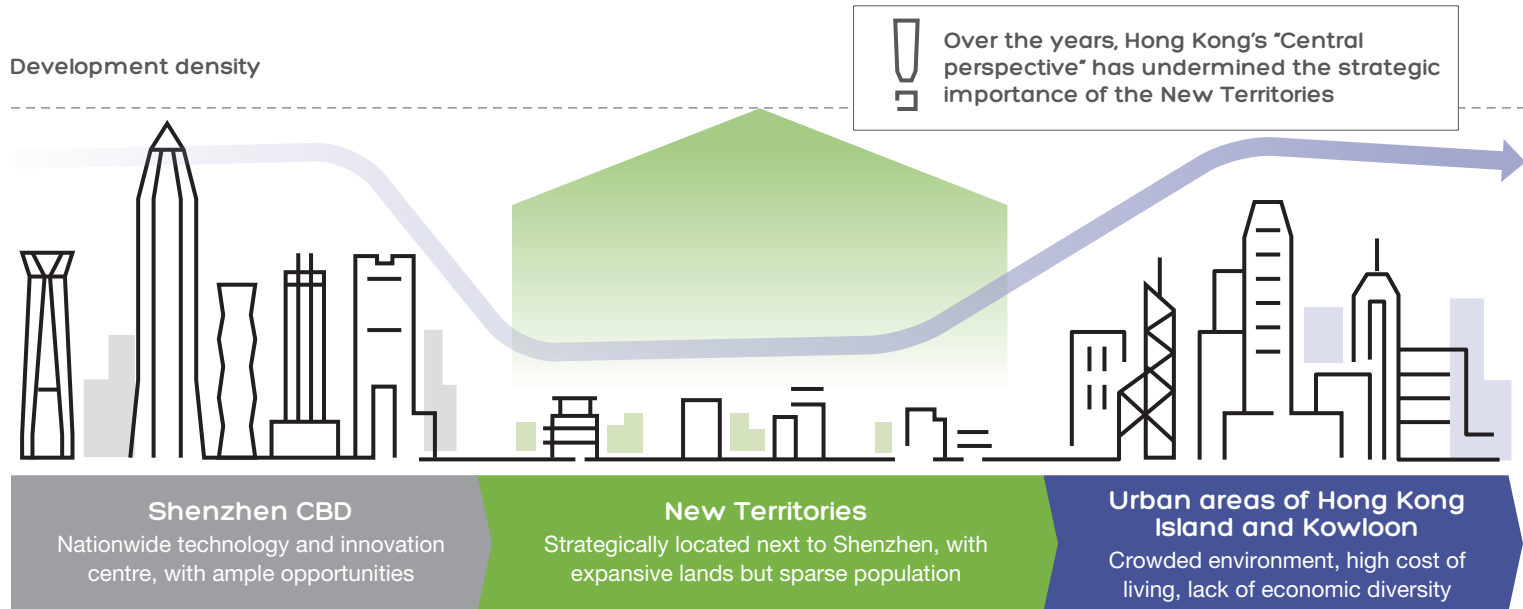 Development density
Over the years, Hong Kong's "Central
perspective" has undermined the strategic
importance of the New Territories
Shenzhen CBD
Nationwide technology and innovation
centre, with ample opportunities
New Territories
Strategically located next to Shenzhen, with
expansive lands but sparse population
Urban areas of Hong Kong
Island and Kowloon
Crowded environment, high cost of
living, lack of economic diversity